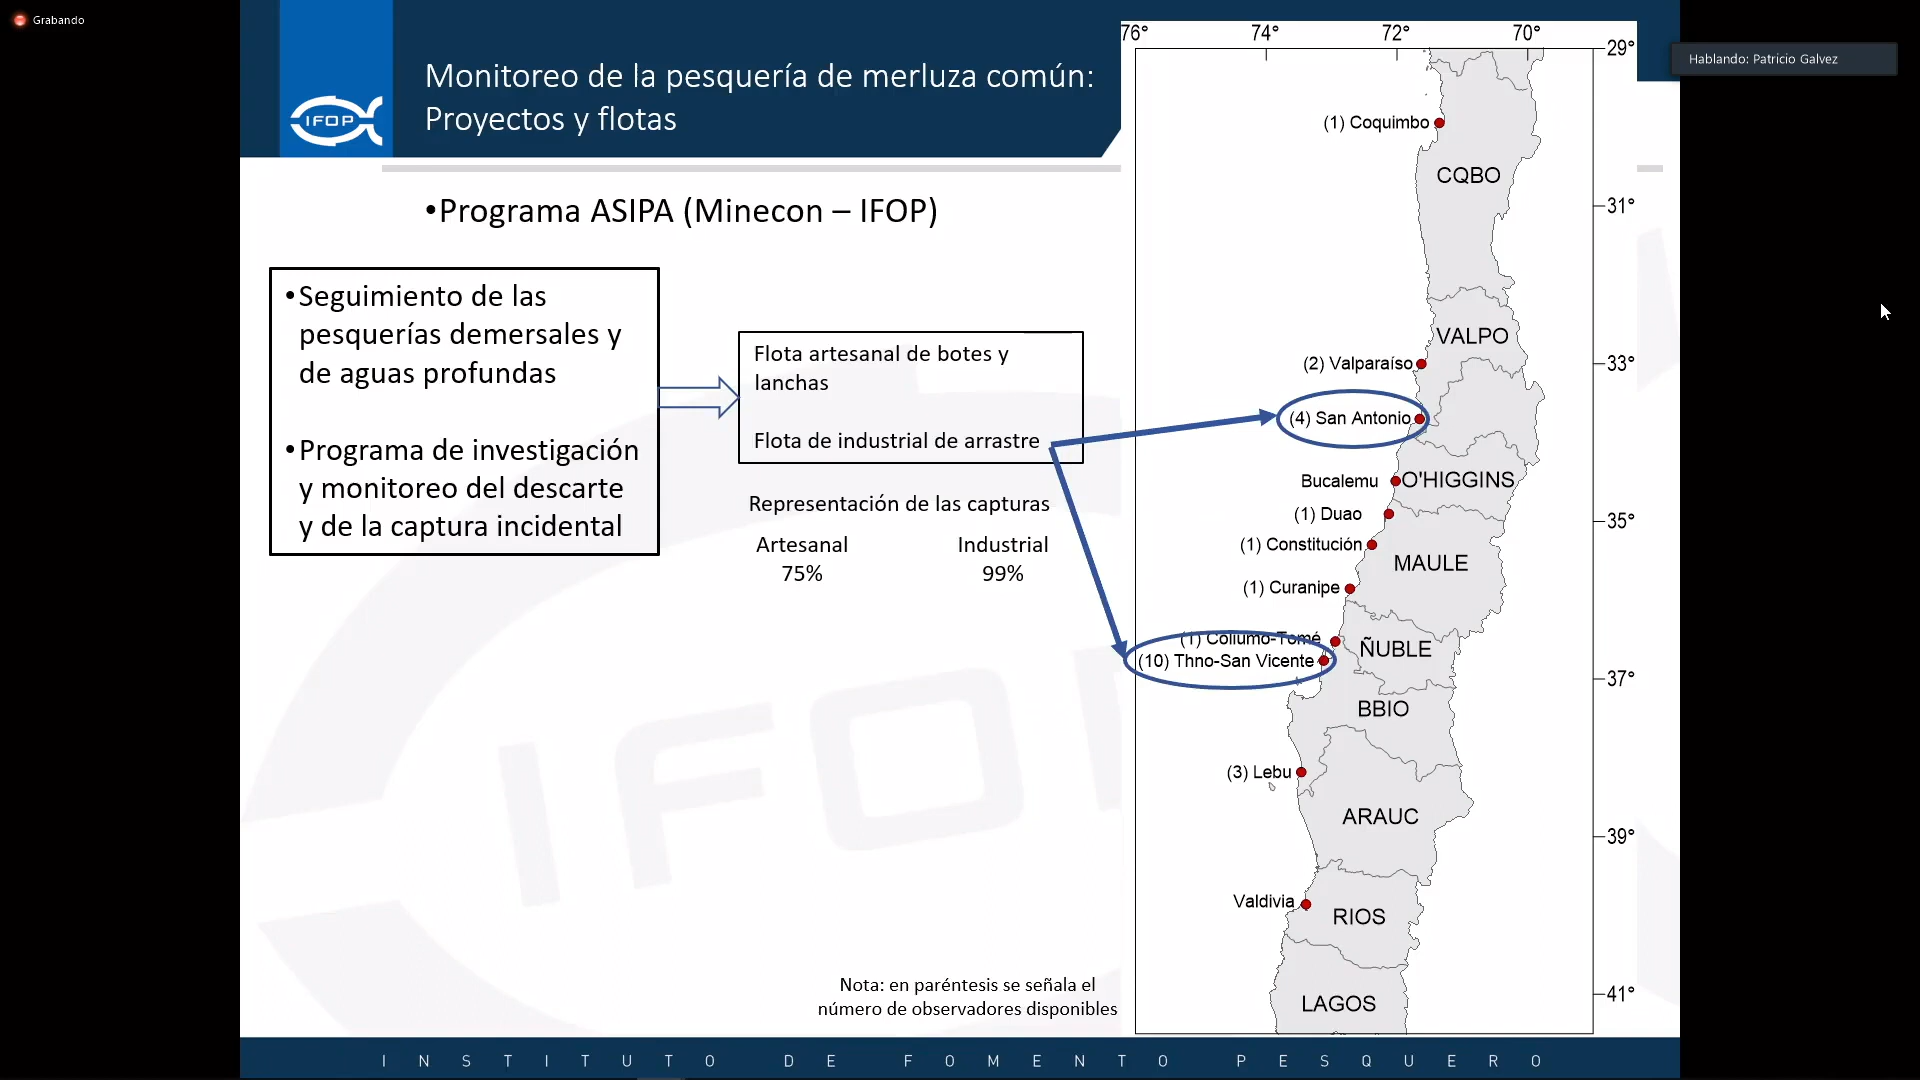 Grabando
Hablando: Patricio Galvez
IFOP
Monitoreo de la pesquería de merluza común:
Proyectos y flotas
•Programa ASIPA (Minecon – IFOP)
•Seguimiento de las
pesquerías demersales y
de aguas profundas
•Programa de investigación
y monitoreo del descarte
y de la captura incidental
Flota artesanal de botes y
lanchas
Flota de industrial de arrastre
Representación de las capturas
Artesanal Industrial
75% 99%
76° 74° 72° 70°
29°
(1) Coquimbo
CQBO
31°
VALPO
(2) Valparaíso
33°
(4) San Antonio
Bucalemu
O'HIGGINS
(1) Duao
35°
(1) Constitución
MAULE
(1) Curanipe
(1) Coliumo-Tomé
ÑUBLE
(10) Thno-San Vicente
37°
BBIO
(3) Lebu
ARAUC
39°
Valdivia
RIOS
41°
LAGOS
Nota: en paréntesis se señala el
número de observadores disponibles
IFOP
INSTITUTO DE FOMENTO PESQUERO